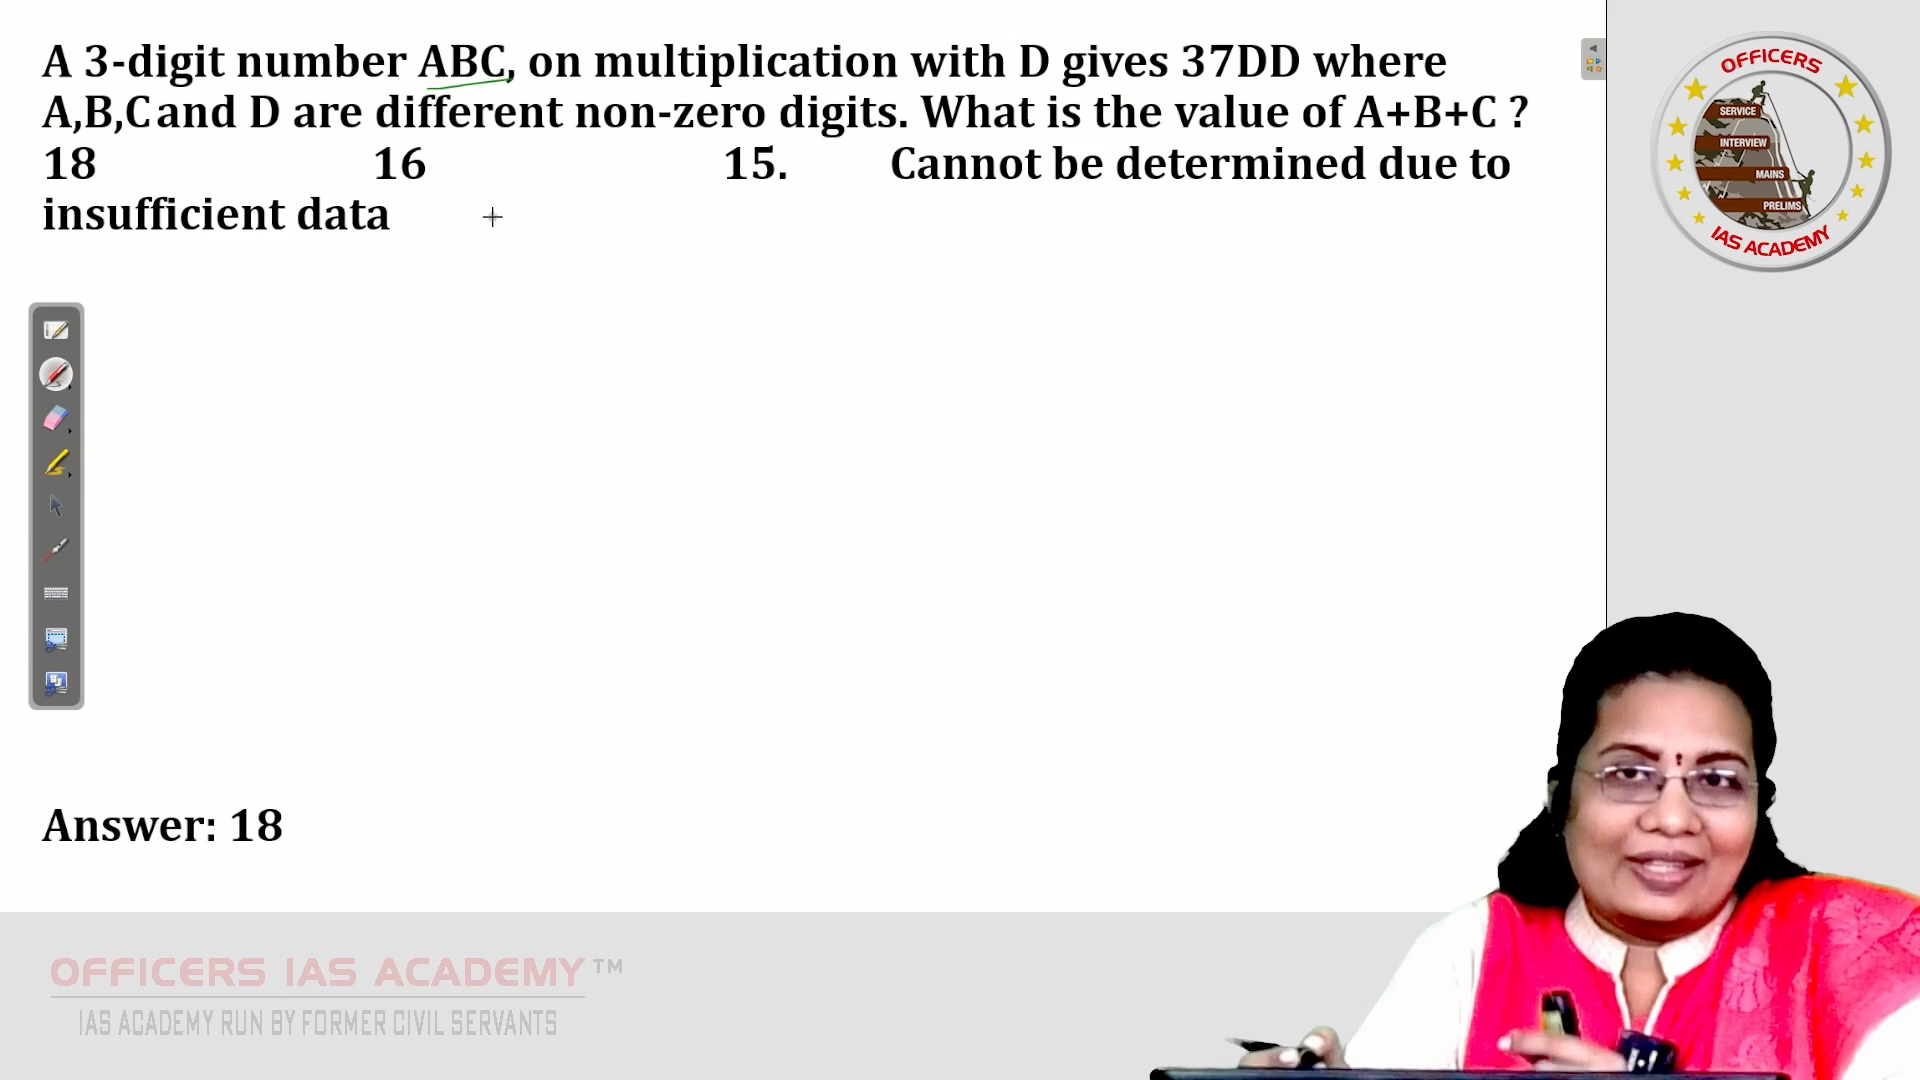 A 3-digit number ABC, on multiplication with D gives 37DD where
A,B,C and D are different non-zero digits. What is the value of A+B+C ?
18 16 15. Cannot be determined due to
insufficient data
Answer: 18
OFFICERS
SERVICE
INTERVIEW
MAINS
PRELIMS
IAS ACADEMY
OFFICERS IAS ACADEMY™
IAS ACADEMY RUN BY FORMER CIVIL SERVANTS